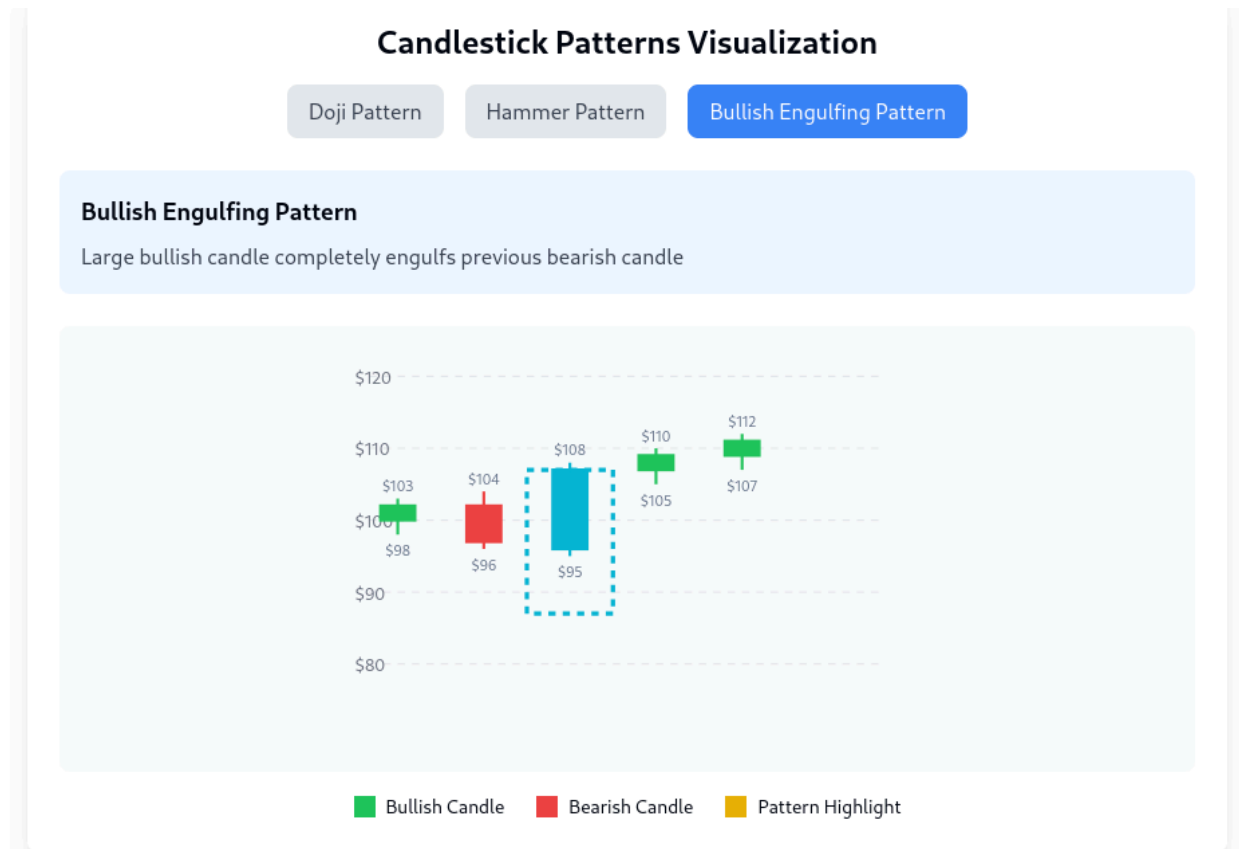 Candlestick Patterns Visualization
Doji Pattern Hammer Pattern Bullish Engulfing Pattern
Bullish Engulfing Pattern
Large bullish candle completely engulfs previous bearish candle
$120
$112
$110
$110 $108
$104
$103 $107
$105
$100
$98
$96
$95
$90
$80
Bullish Candle Bearish Candle Pattern Highlight